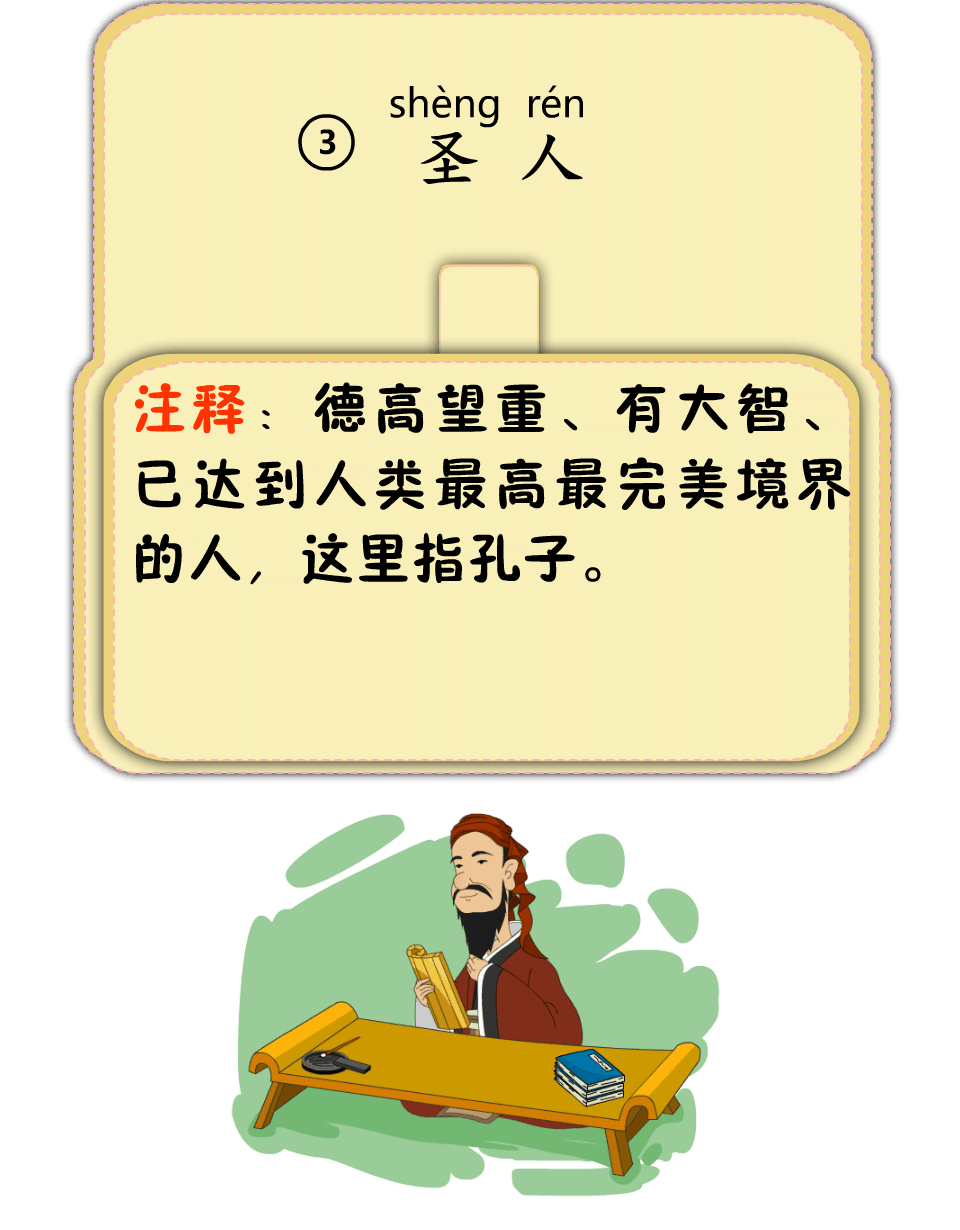 shèng rén
③ 圣人
注释：德高望重、有大智、
已达到人类最高最完美境界
的人，这里指孔子。